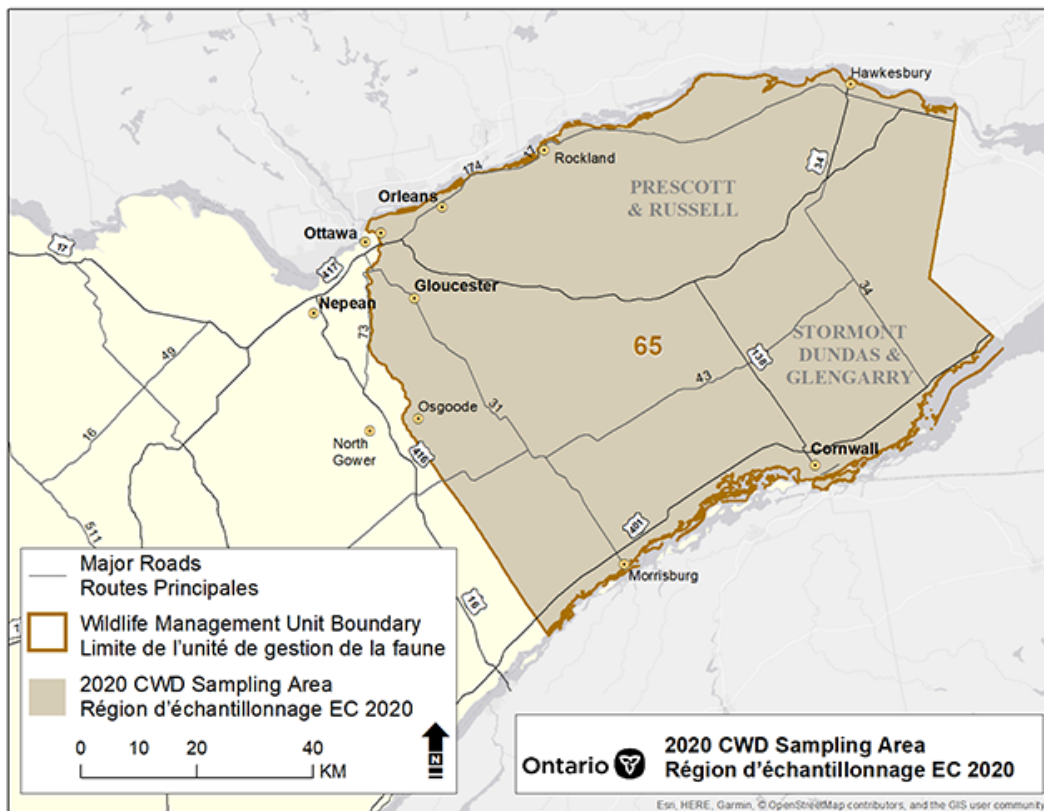 Hawkesbury
17
174
Rockland
34
PRESCOTT
& RUSSELL
Orleans
Ottawa
17
417
Gloucester
Nepean
73
34
65
STORMONT
DUNDAS &
GLENGARRY
138
49
43
31
Osgoode
16
North
Gower
416
Cornwall
511
401
Morrisburg
16
7
Major Roads
Routes Principales
Wildlife Management Unit Boundary
Limite de l'unité de gestion de la faune
2020 CWD Sampling Area
Région d'échantillonnage EC 2020
0 10 20 40
KM
N
Ontario
2020 CWD Sampling Area
Région d'échantillonnage EC 2020
Esri, HERE, Garmin, © OpenStreetMap contributors, and the GIS user community